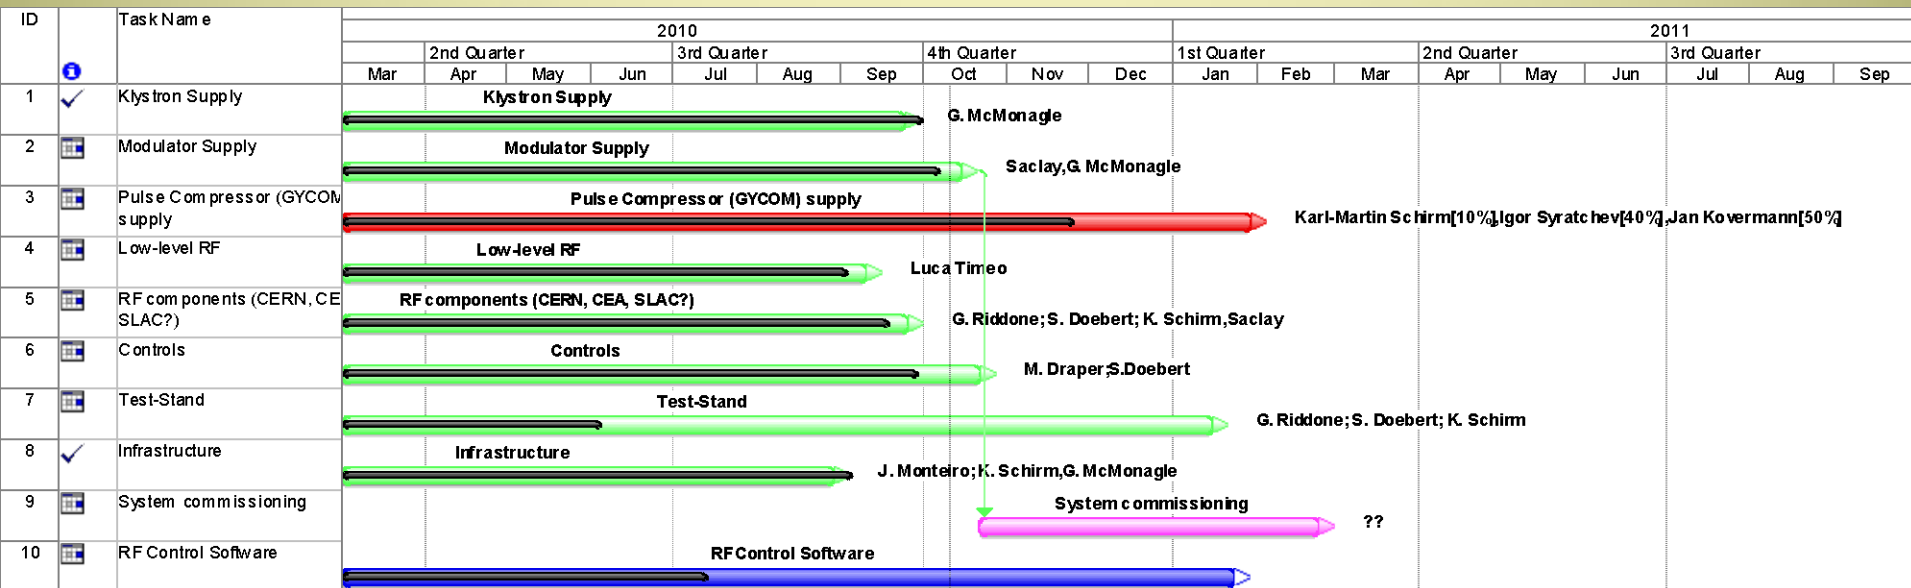 ID Task Name
2010 2011
2nd Quarter 3rd Quarter 4th Quarter 1st Quarter 2nd Quarter 3rd Quarter
Mar Apr May Jun Jul Aug Sep Oct Nov Dec Jan Feb Mar Apr May Jun Jul Aug Sep
1 Klystron Supply Klystron Supply
G. McMonagle
2 Modulator Supply Modulator Supply
Saclay,G. McMonagle
3 Pulse Compressor (GYCOM Pulse Compressor (GYCOM) supply
supply Karl-Martin Schirm[10%],Igor Syratchev[40%],Jan Kovermann[50%]
4 Low-level RF Low-level RF
Luca Timeo
5 RF components (CERN, CE RF components (CERN, CEA, SLAC?)
SLAC?) G. Riddone; S. Doebert; K. Schirm,Saclay
6 Controls Controls
M. Draper;S.Doebert
7 Test-Stand Test-Stand
G. Riddone; S. Doebert; K. Schirm
8 Infrastructure Infrastructure
J. Monteiro; K. Schirm,G. McMonagle
9 System commissioning System commissioning
??
10 RF Control Software RF Control Software